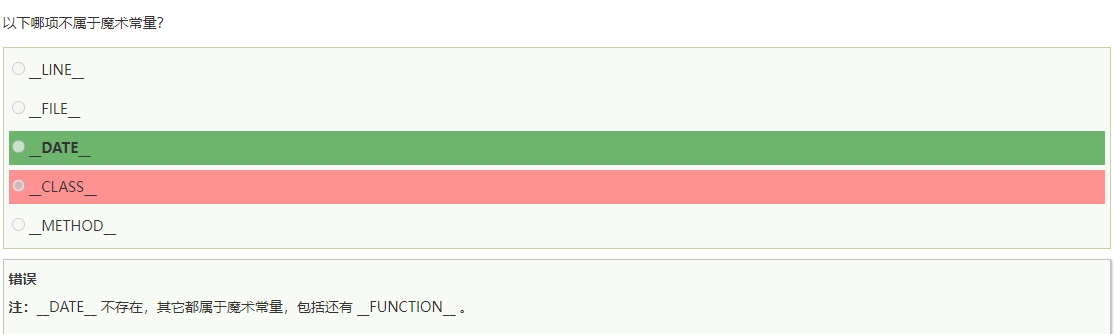 以下哪项不属于魔术常量?
__LINE__
__FILE__
__DATE__
__CLASS__
__METHOD__
错误
注：__DATE__ 不存在，其它都属于魔术常量，包括还有 __FUNCTION__ 。